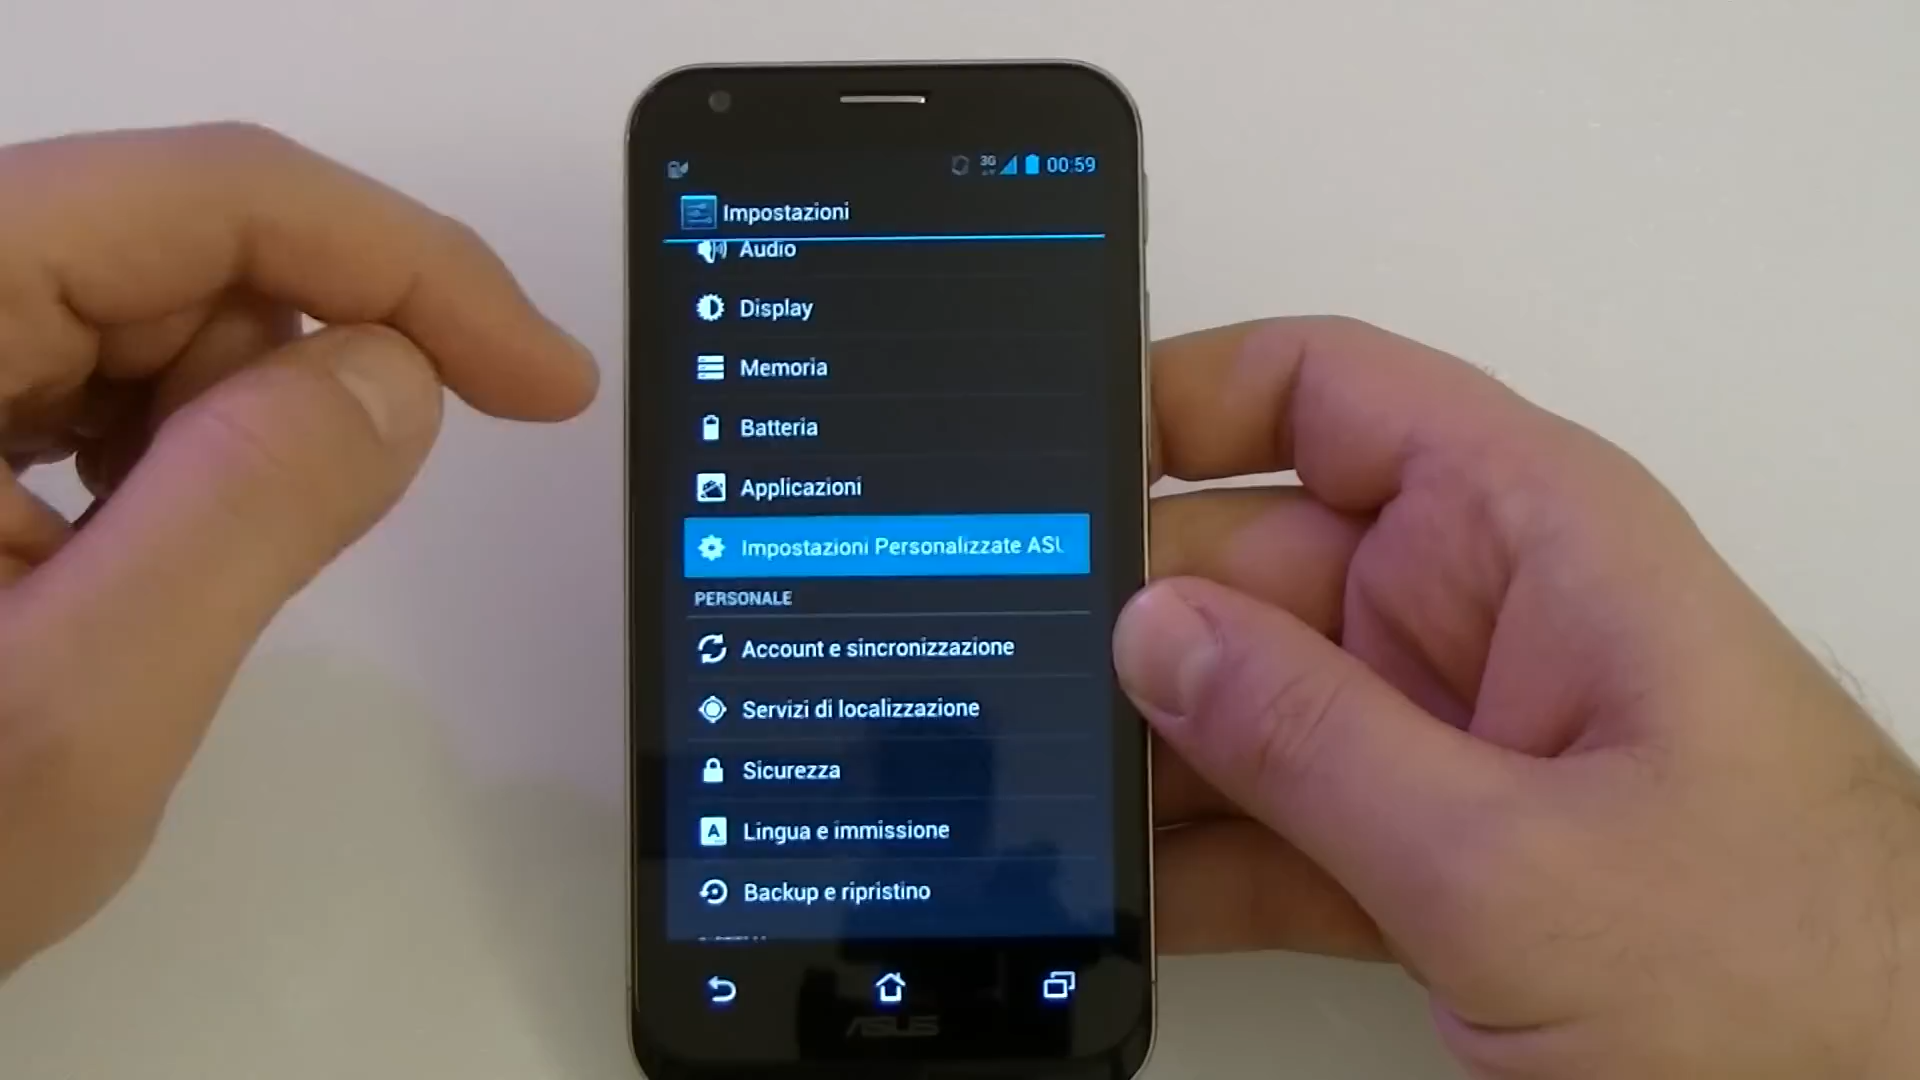 3G 00:59
Impostazioni
Audio
Display
Memoria
Batteria
Applicazioni
Impostazioni Personalizzate ASU
PERSONALE
Account e sincronizzazione
Servizi di localizzazione
Sicurezza
A Lingua e immissione
Backup e ripristino
ASUS